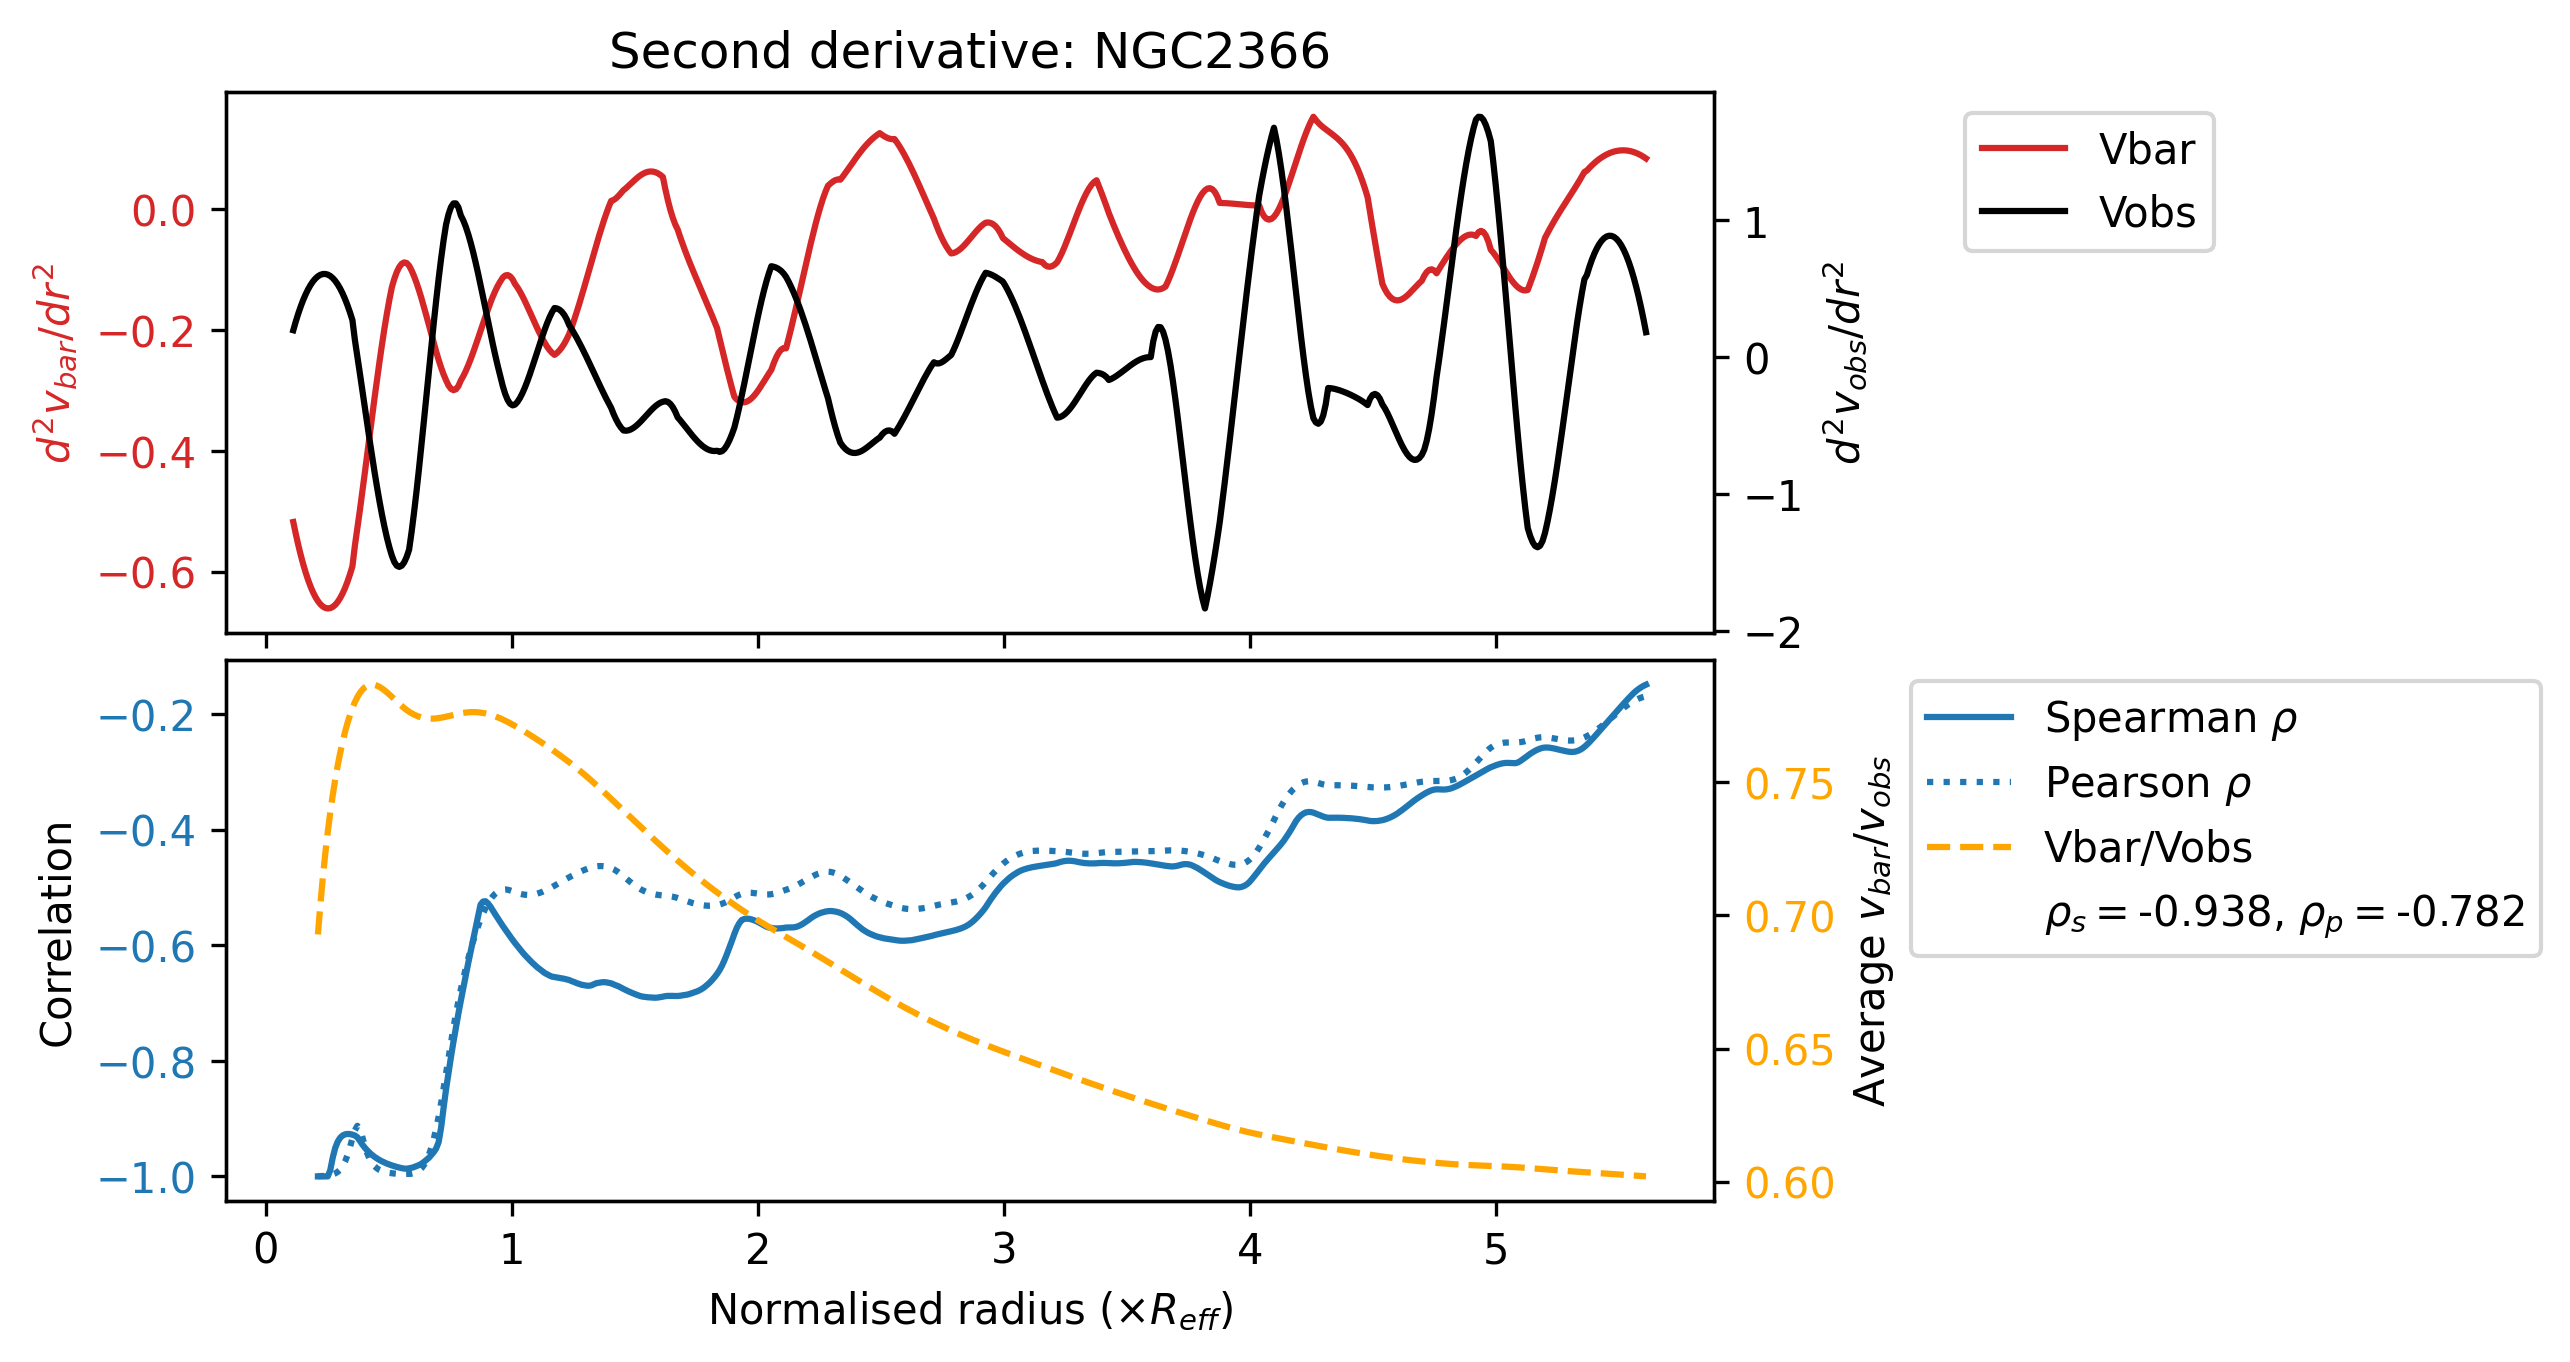 Second derivative: NGC2366
d²v_bar/dr²
0.0
−0.2
−0.4
−0.6
1
0
−1
−2
d²v_obs/dr²
Vbar
Vobs
Correlation
−0.2
−0.4
−0.6
−0.8
−1.0
0.75
0.70
0.65
0.60
Average v_bar/v_obs
Spearman ρ
Pearson ρ
Vbar/Vobs
ρ_s = -0.938, ρ_p = -0.782
0 1 2 3 4 5
Normalised radius (×R_eff)